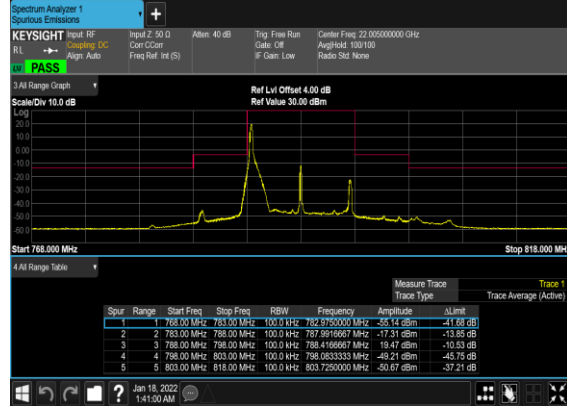 Spectrum Analyzer 1
Spurious Emissions
KEYSIGHT Input: RF Input Z: 50 Ω Atten: 40 dB Trig: Free Run Center Freq: 22.005000000 GHz
RL Coupling: DC Corr CCorr Gate: Off Avg|Hold: 100/100
Align: Auto Freq Ref: Int (S) IF Gain: Low Radio Std: None
PASS
3 All Range Graph
Ref Lvl Offset 4.00 dB
Scale/Div 10.0 dB Ref Value 30.00 dBm
Log
20.0
10.0
0.00
-10.0
-20.0
-30.0
-40.0
-50.0
-60.0
Start 768.000 MHz Stop 818.000 MHz
4 All Range Table
Measure Trace Trace 1
Trace Type Trace Average (Active)
Spur Range Start Freq Stop Freq RBW Frequency Amplitude ΔLimit
1 1 768.00 MHz 783.00 MHz 100.0 kHz 782.9750000 MHz -55.14 dBm -41.68 dB
2 2 783.00 MHz 788.00 MHz 100.0 kHz 787.9916667 MHz -17.31 dBm -13.85 dB
3 3 788.00 MHz 798.00 MHz 100.0 kHz 788.4166667 MHz 19.47 dBm -10.53 dB
4 4 798.00 MHz 803.00 MHz 100.0 kHz 798.0833333 MHz -49.21 dBm -45.75 dB
5 5 803.00 MHz 818.00 MHz 100.0 kHz 803.7250000 MHz -50.67 dBm -37.21 dB
? Jan 18, 2022
1:41:00 AM